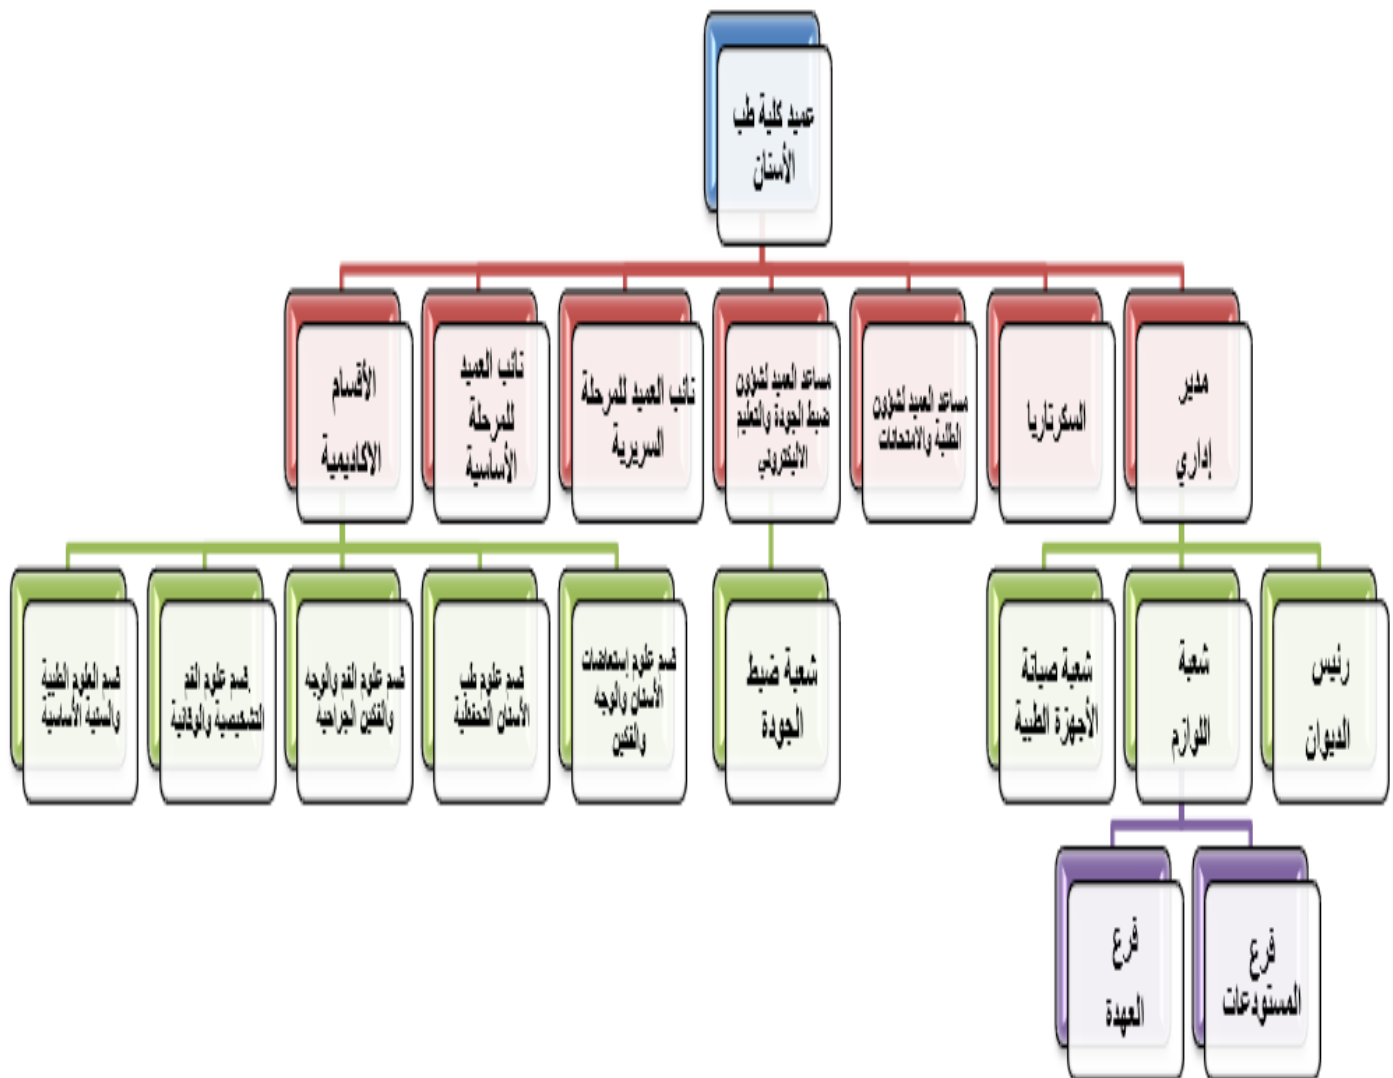 عميد كلية طب
الأسنان
مدير
إداري
السكرتاريا
مساعد العميد لشؤون
الطلبة والامتحانات
مساعد العميد لشؤون
ضبط الجودة والتعليم
الاليكتروني
نائب العميد للمرحلة
السريرية
نائب العميد
للمرحلة
الأساسية
الأقسام
الاكاديمية
رئيس
الديوان
شعبة
اللوازم
شعبة صيانة
الأجهزة الطبية
شعبة ضبط
الجودة
قسم علوم إستعاضات
الأسنان والوجه
والفكين
قسم علوم طب
الأسنان التحفظية
قسم علوم الفم والوجه
والفكين الجراحية
قسم علوم الفم
التشخيصية والوقائية
قسم العلوم الطبية
والسنية الأساسية
فرع
المستودعات
فرع
العهدة